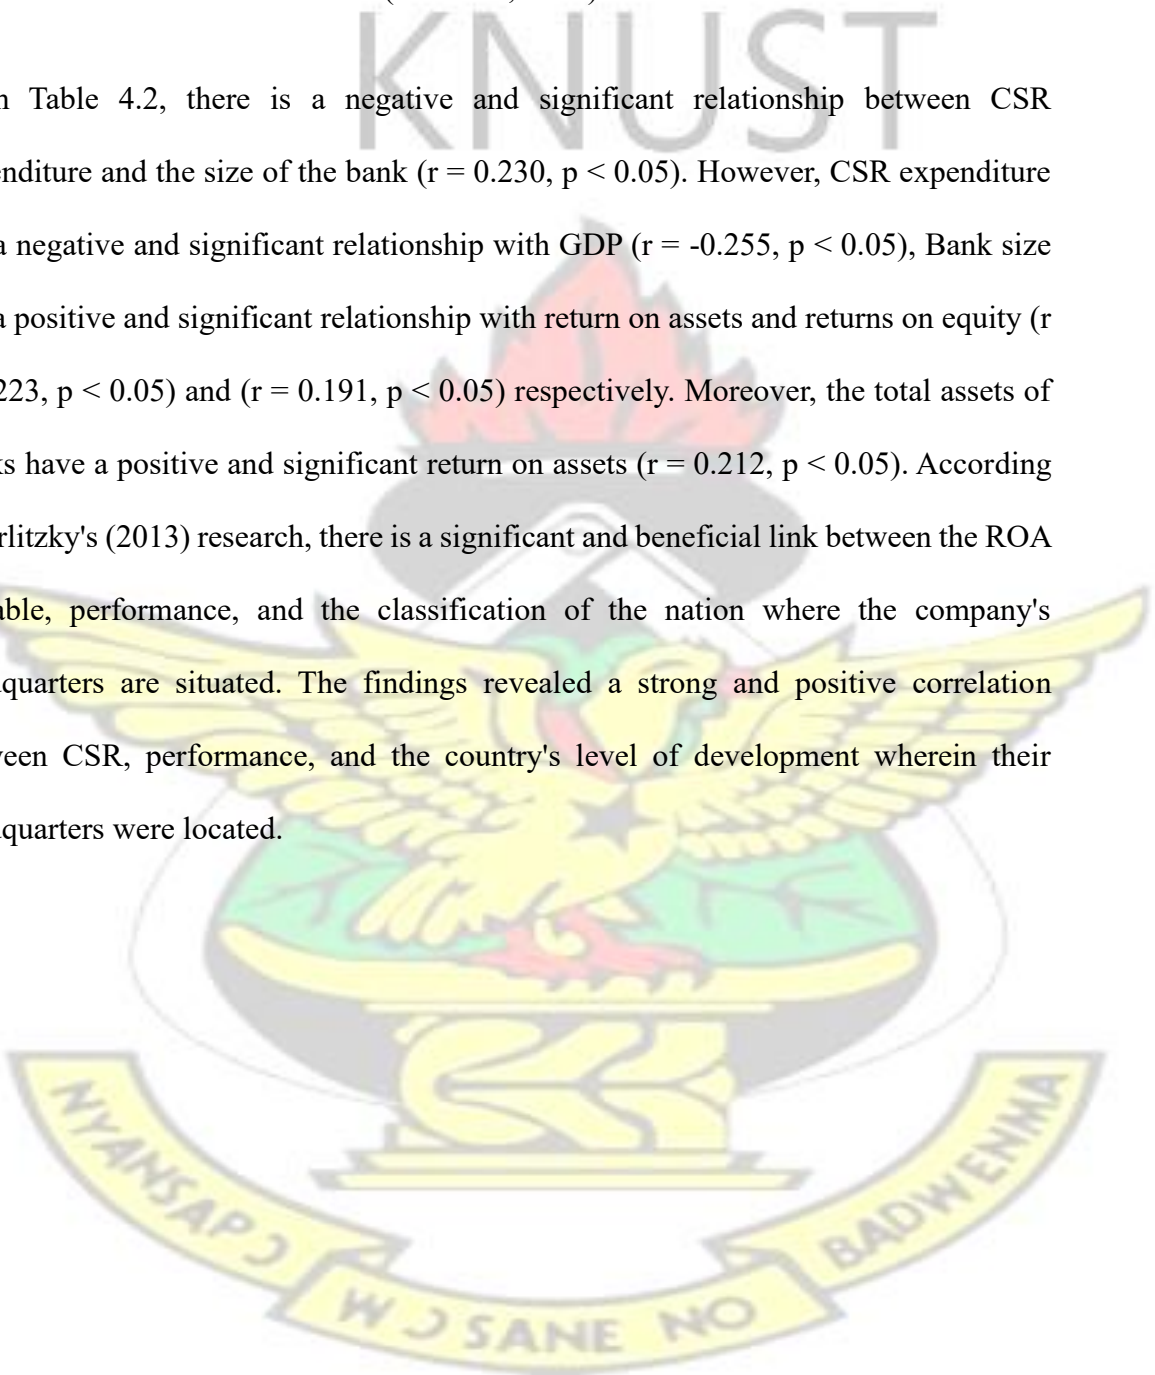 KNUST
Table 4.2, there is a negative and significant relationship between CSR
enditure and the size of the bank (r = 0.230, p < 0.05). However, CSR expenditure
a negative and significant relationship with GDP (r = -0.255, p < 0.05), Bank size
a positive and significant relationship with return on assets and returns on equity (r
223, p < 0.05) and (r = 0.191, p < 0.05) respectively. Moreover, the total assets of
ks have a positive and significant return on assets (r = 0.212, p < 0.05). According
rlitzky's (2013) research, there is a significant and beneficial link between the ROA
able, performance, and the classification of the nation where the company's
quarters are situated. The findings revealed a strong and positive correlation
veen CSR, performance, and the country's level of development wherein their
quarters were located.
NYANSAPƆ
WƆSANE NO
BADWENMA